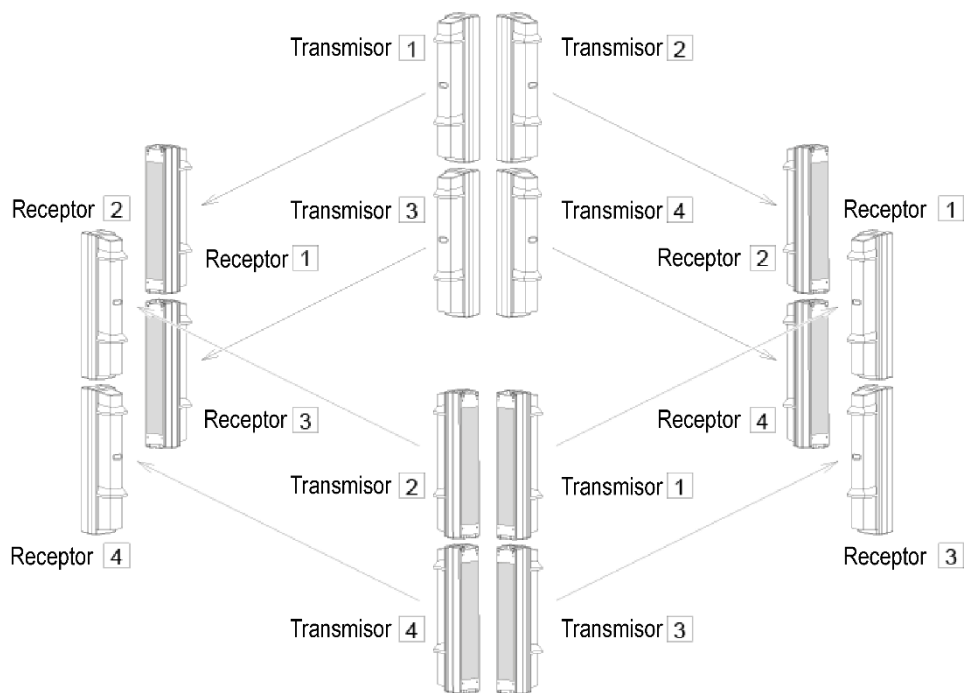 Transmisor 1
Transmisor 2
Receptor 2
Transmisor 3
Transmisor 4
Receptor 1
Receptor 1
Receptor 2
Receptor 3
Receptor 4
Transmisor 2
Transmisor 1
Receptor 4
Receptor 3
Transmisor 4
Transmisor 3